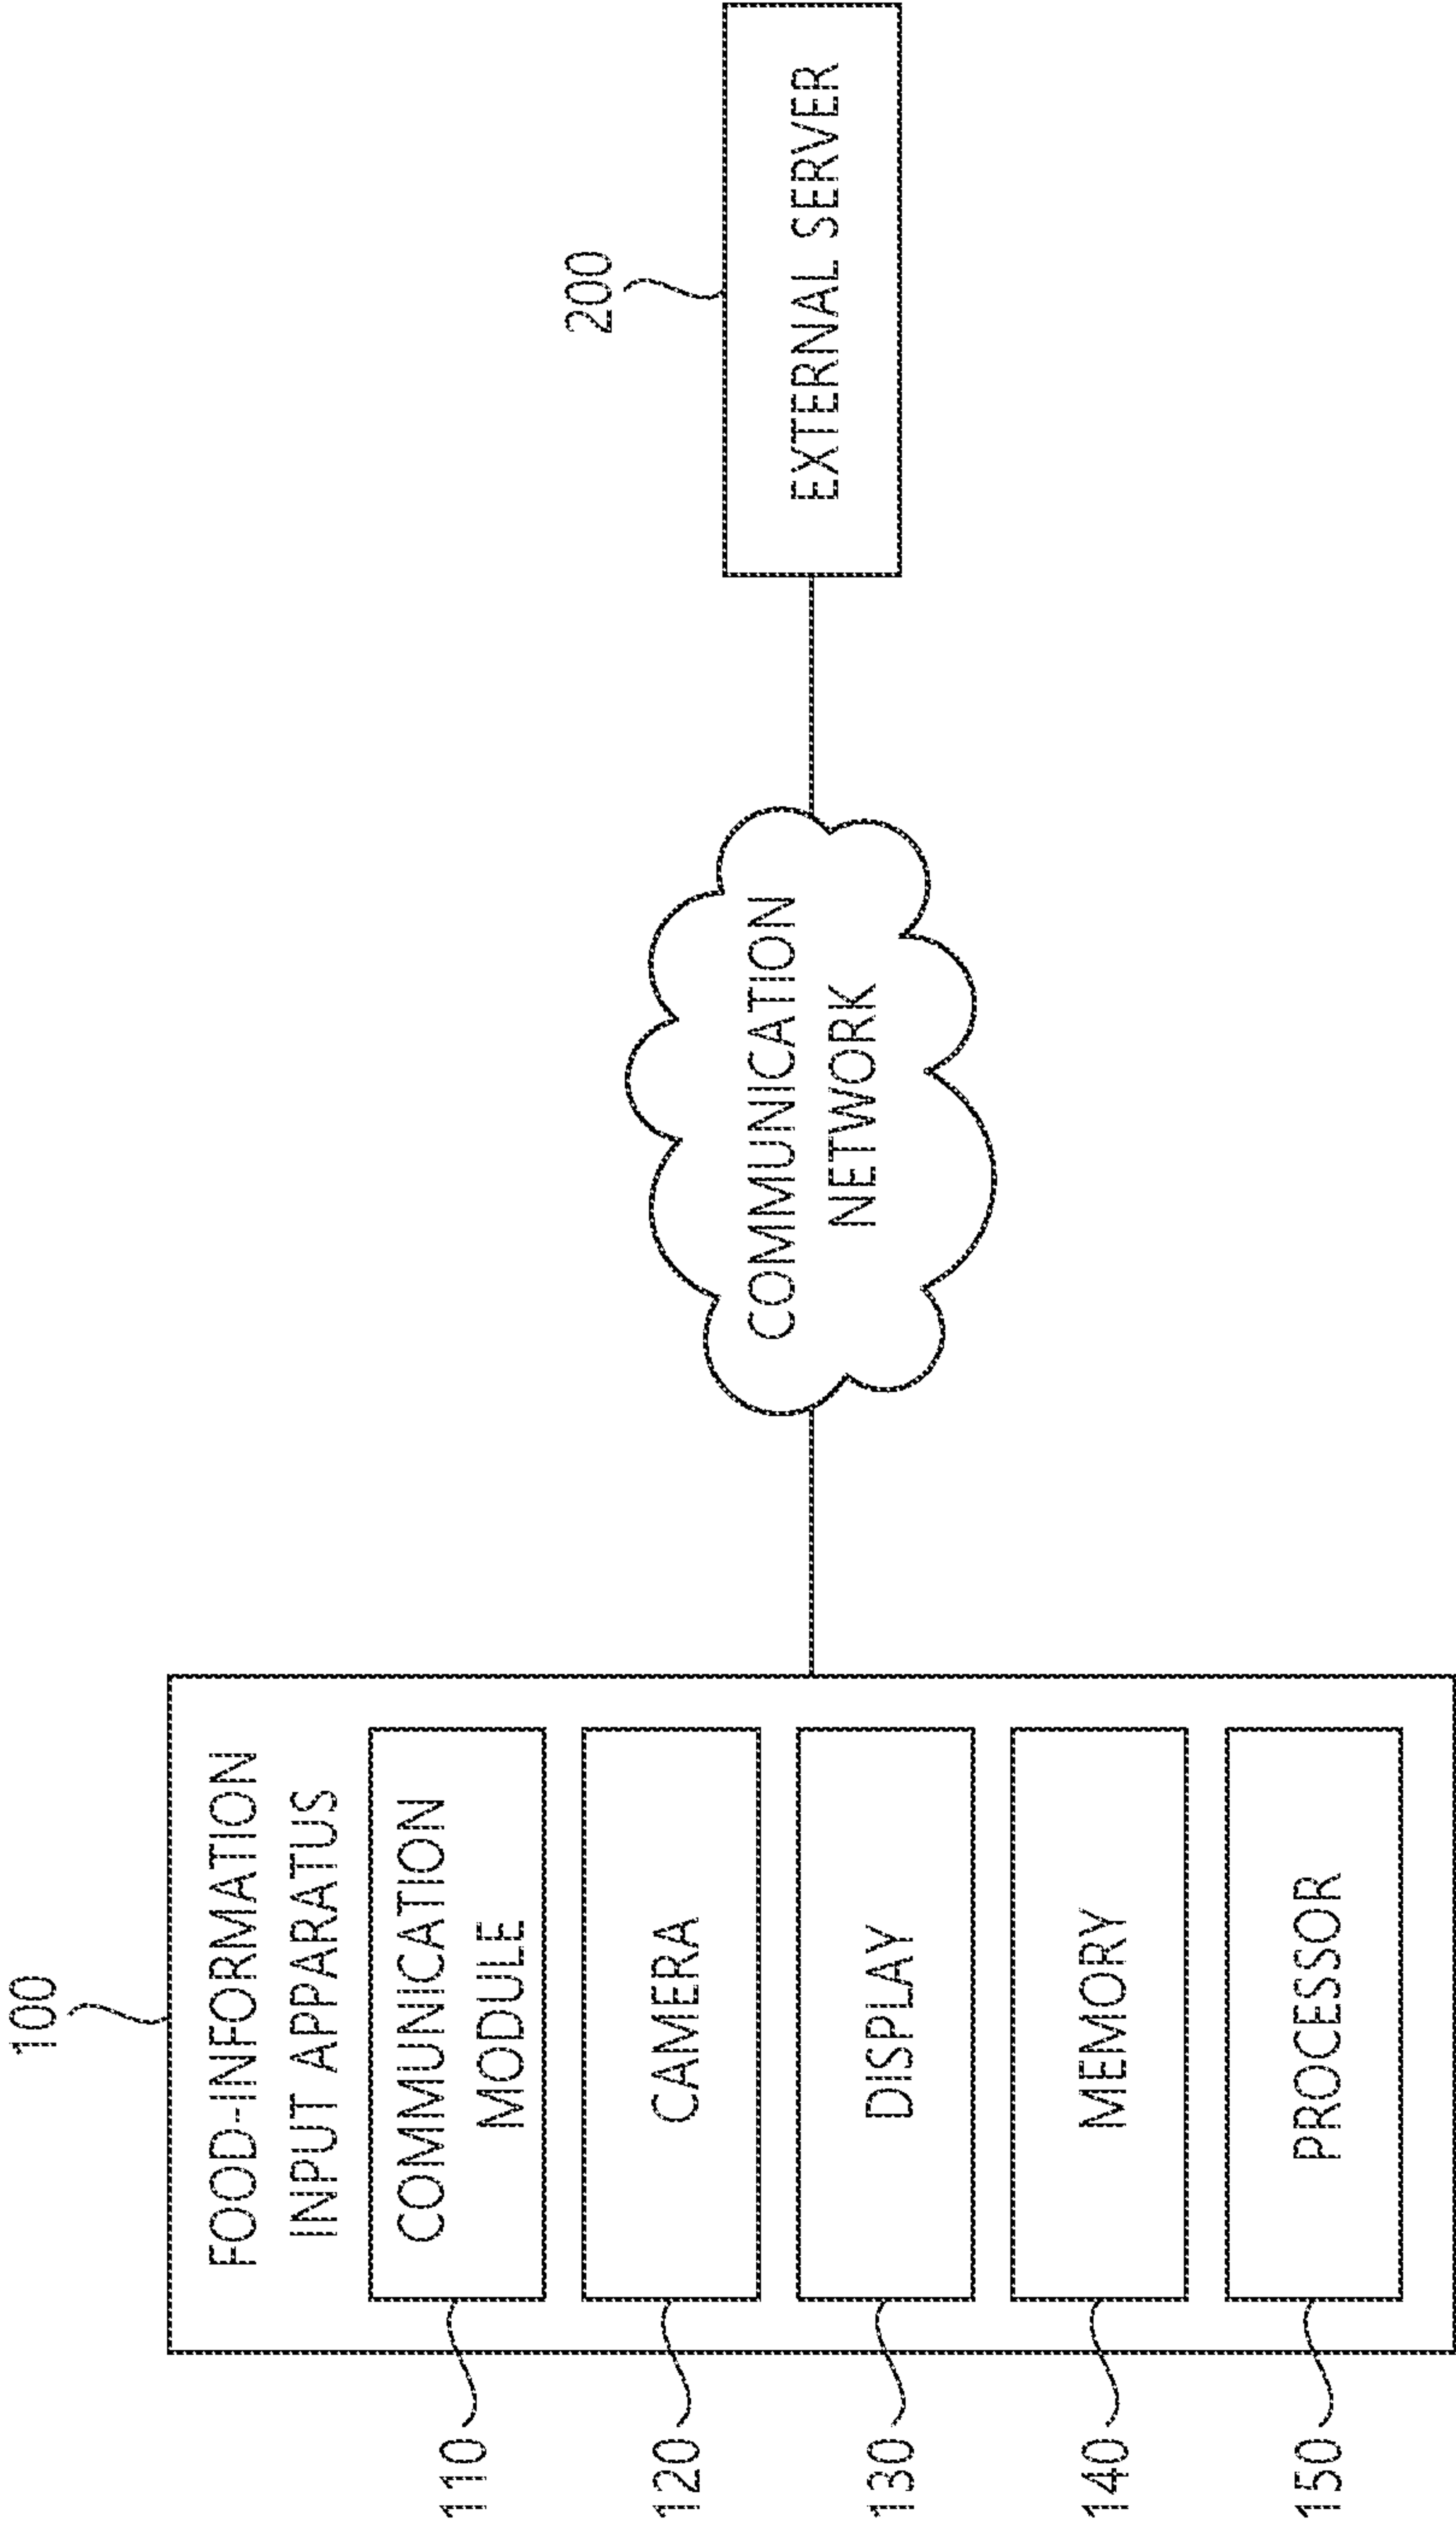 100
FOOD-INFORMATION
INPUT APPARATUS
110
COMMUNICATION
MODULE
120
CAMERA
130
DISPLAY
140
MEMORY
150
PROCESSOR
COMMUNICATION
NETWORK
200
EXTERNAL SERVER